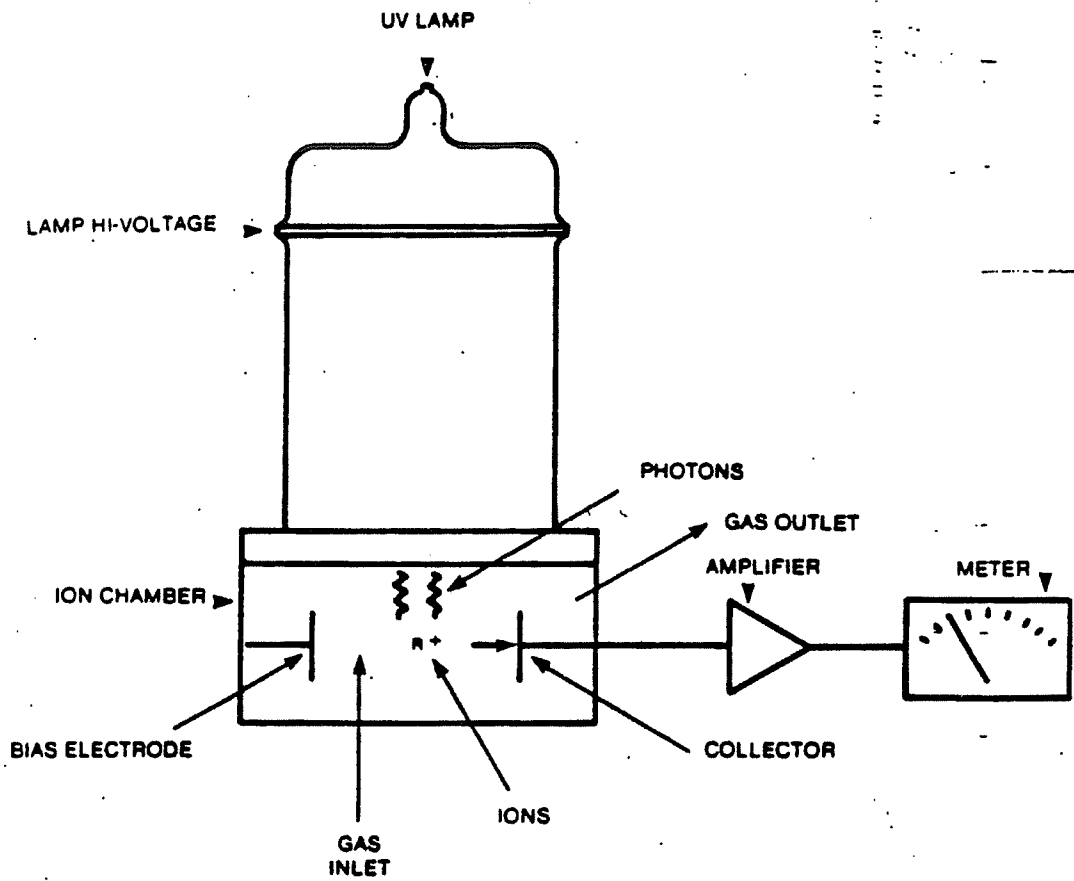 UV LAMP
LAMP HI-VOLTAGE
PHOTONS
GAS OUTLET
AMPLIFIER
METER
ION CHAMBER
R +
BIAS ELECTRODE
COLLECTOR
IONS
GAS
INLET